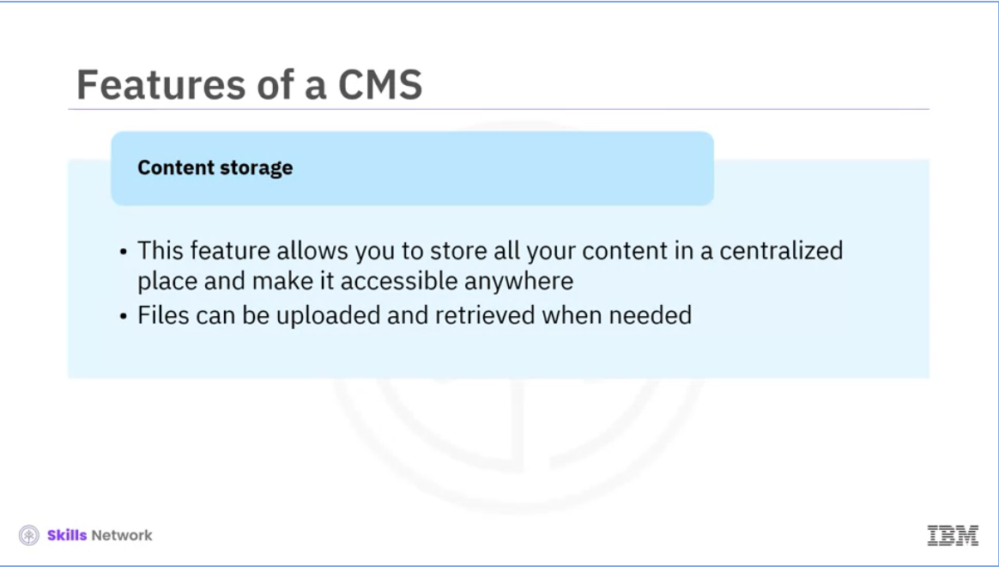 Features of a CMS
Content storage
• This feature allows you to store all your content in a centralized
place and make it accessible anywhere
• Files can be uploaded and retrieved when needed
Skills Network
IBM